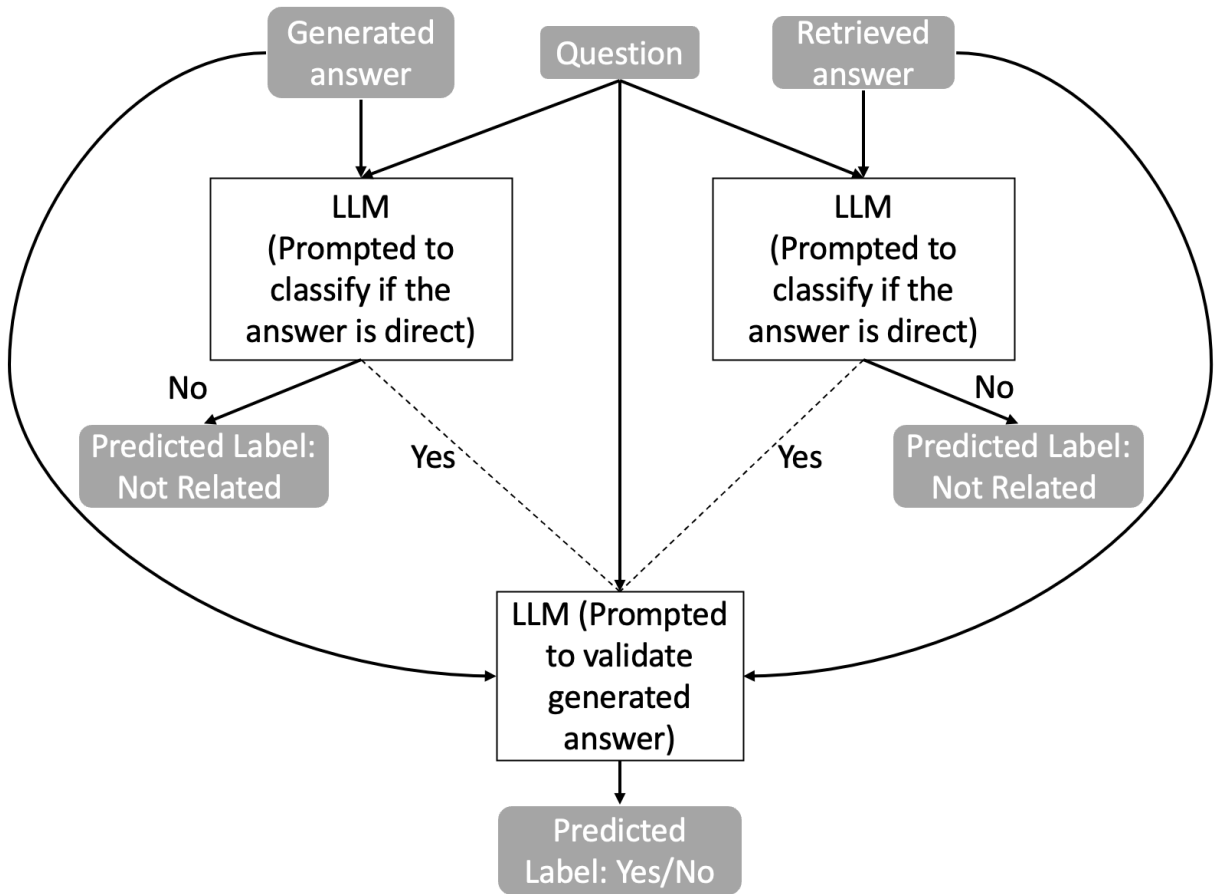 Generated
answer
Question
Retrieved
answer
LLM
(Prompted to
classify if the
answer is direct)
LLM
(Prompted to
classify if the
answer is direct)
No
No
Predicted Label:
Not Related
Yes
Yes
Predicted Label:
Not Related
LLM (Prompted
to validate
generated
answer)
Predicted
Label: Yes/No